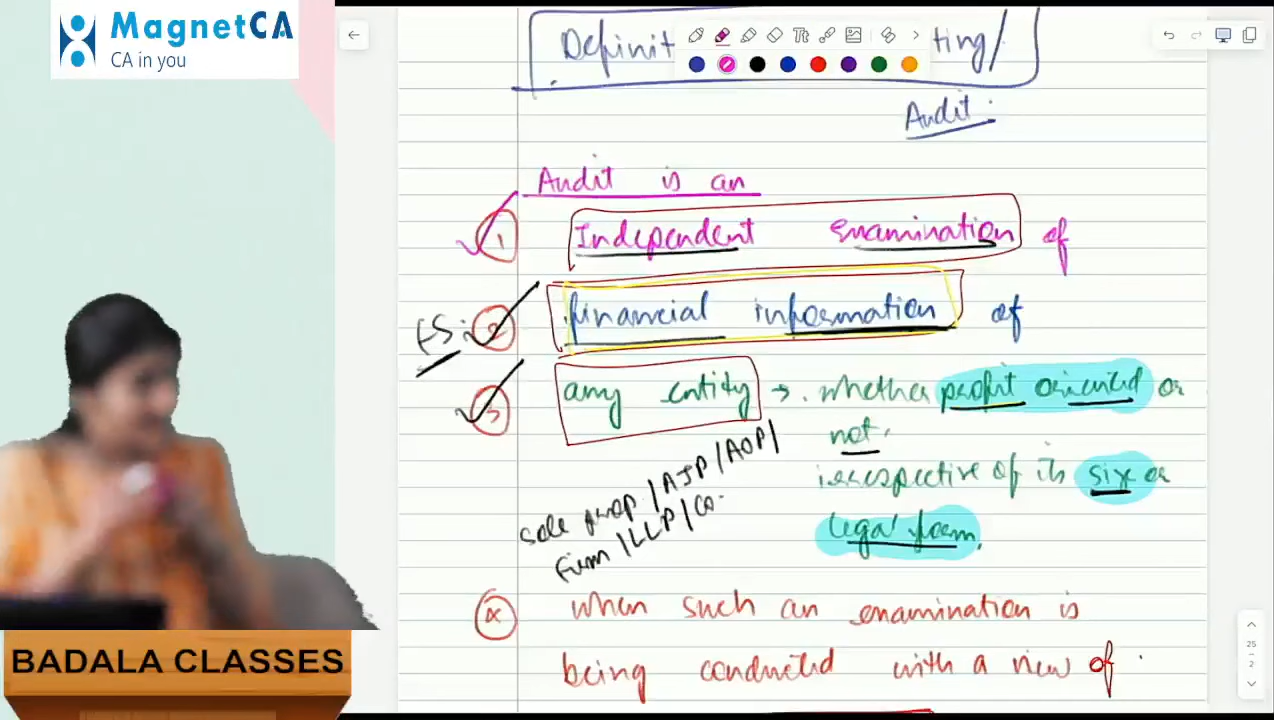 MagnetCA
CA in you
ting/
Audit.
Audit is an
1 Independent examination of
FS: 2 financial information of
3 any entity → whether profit oriented or
not.
irrespective of its size or
legal form.
sole prop /AJP/AOP/
Firm /LLP/Co.
when such an examination is
being conducted with a view of
BADALA CLASSES
25
2